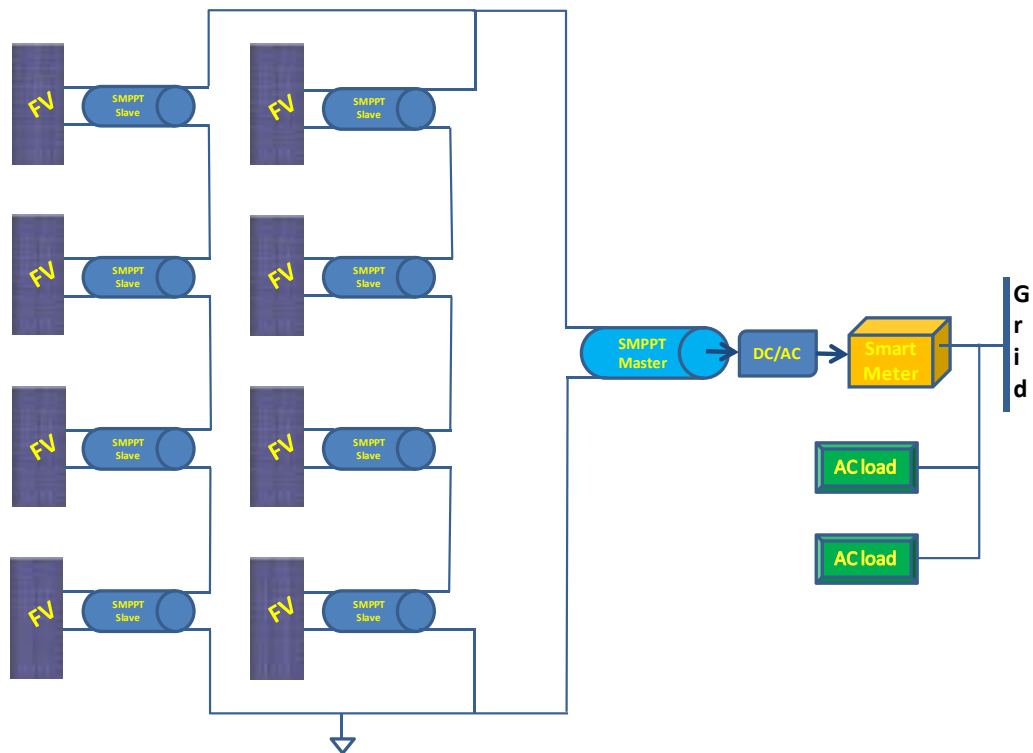 FV
SMPPT
Slave
FV
SMPPT
Slave
FV
SMPPT
Slave
FV
SMPPT
Slave
SMPPT
Master
DC/AC
Smart
Meter
Grid
FV
SMPPT
Slave
FV
SMPPT
Slave
AC load
AC load
FV
SMPPT
Slave
FV
SMPPT
Slave